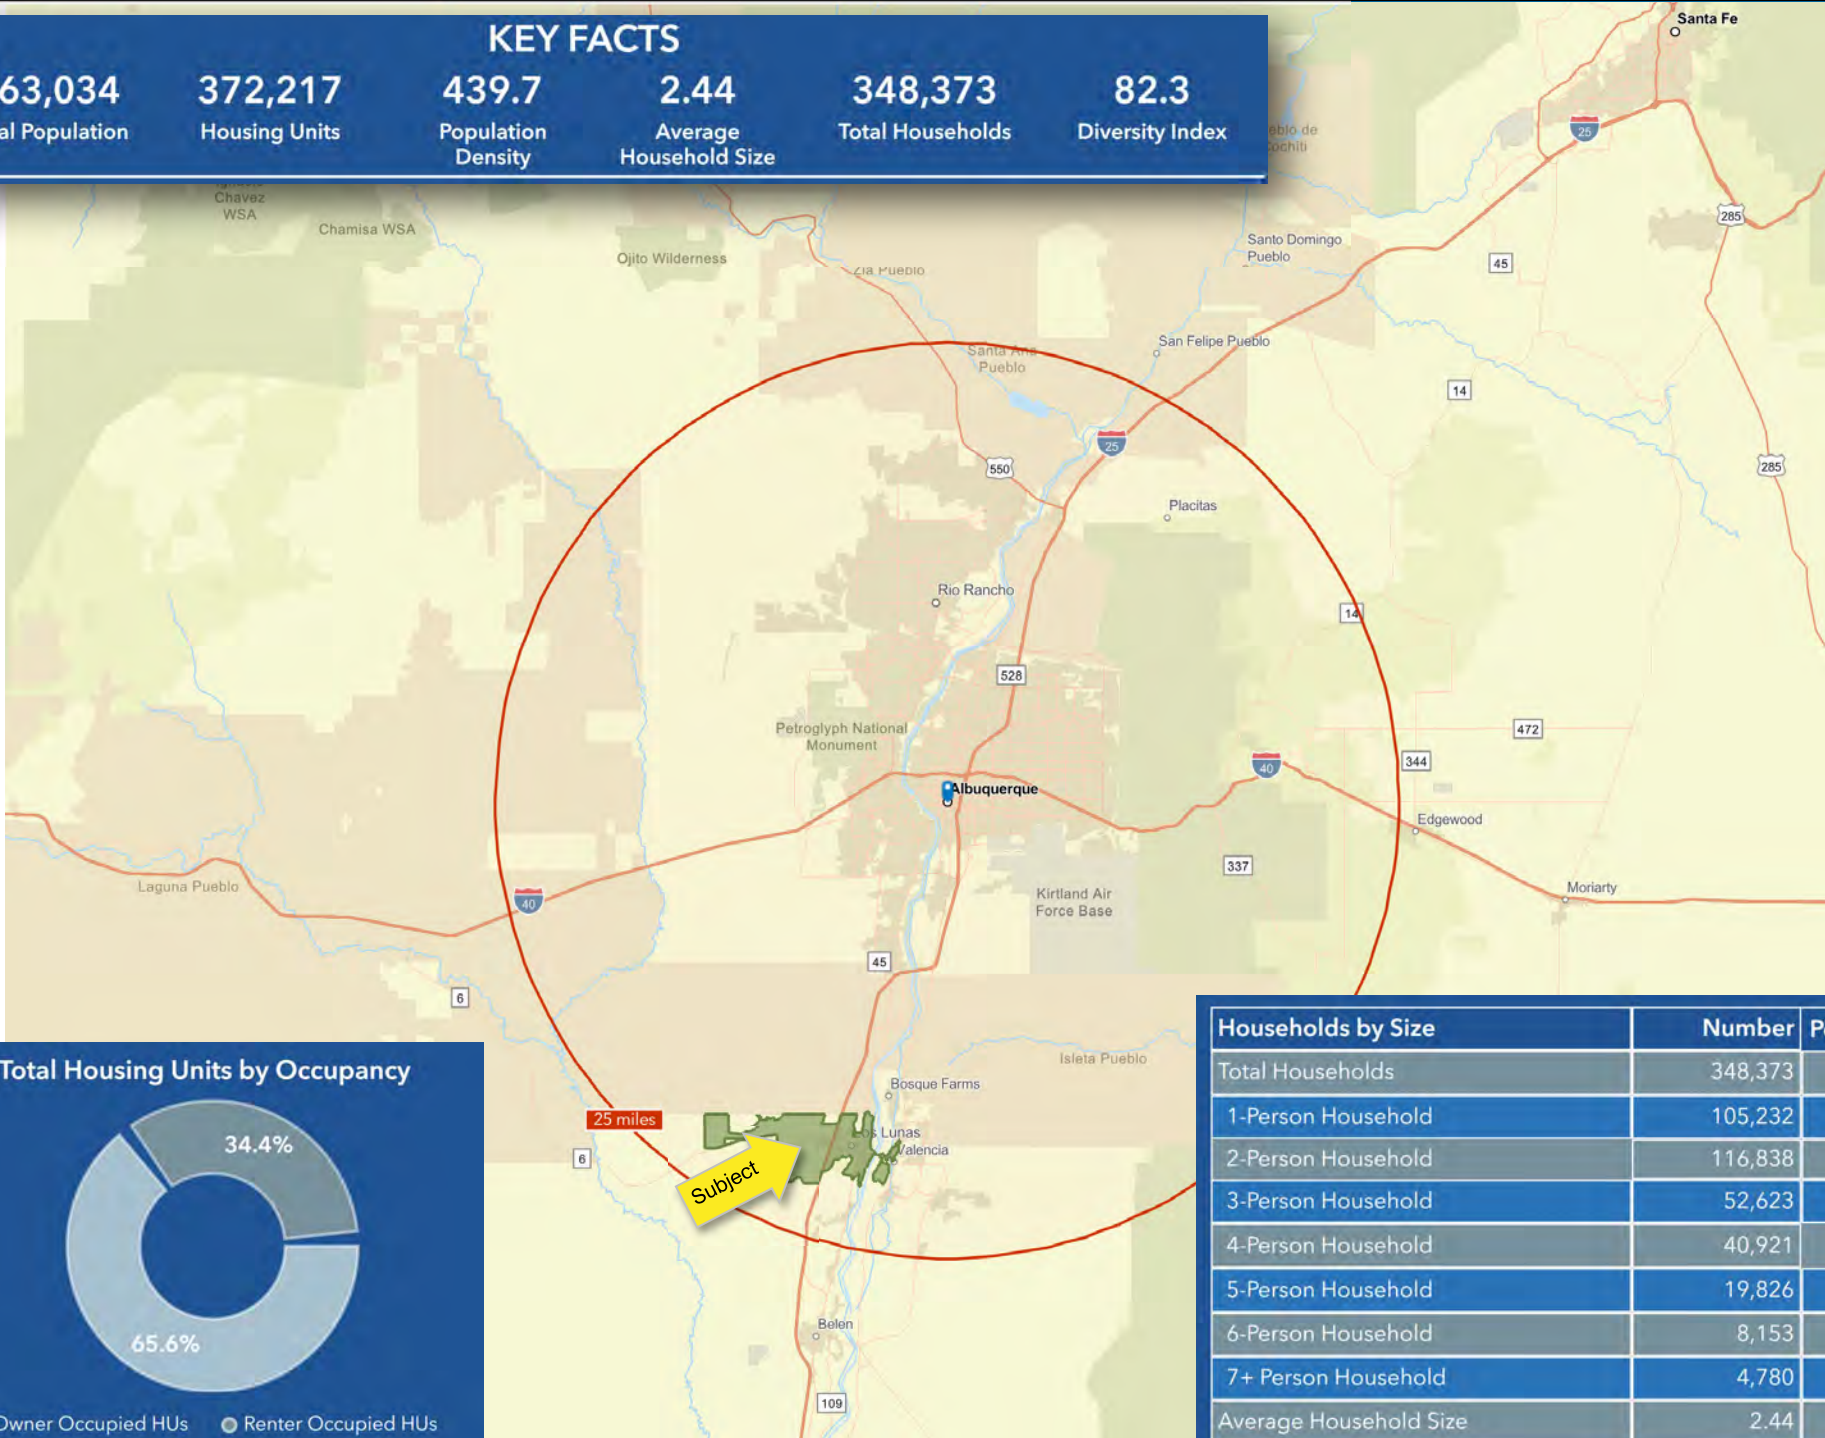 KEY FACTS
63,034 372,217 439.7 2.44 348,373 82.3
al Population Housing Units Population Average Total Households Diversity Index
Density Household Size
Santa Fe
25
285
Chavez
WSA
Chamisa WSA
Ojito Wilderness
Zia Pueblo
Santo Domingo
Pueblo
45
Santa Ana
Pueblo
San Felipe Pueblo
14
25
550
285
Placitas
Rio Rancho
14
528
Petroglyph National
Monument
472
344
40
Albuquerque
Edgewood
337
Laguna Pueblo
Moriarty
40
Kirtland Air
Force Base
45
6
Isleta Pueblo
Bosque Farms
25 miles
Los Lunas
Valencia
6
Subject
Belen
109
Total Housing Units by Occupancy
34.4%
65.6%
Owner Occupied HUs Renter Occupied HUs
Households by Size Number
Total Households 348,373
1-Person Household 105,232
2-Person Household 116,838
3-Person Household 52,623
4-Person Household 40,921
5-Person Household 19,826
6-Person Household 8,153
7+ Person Household 4,780
Average Household Size 2.44